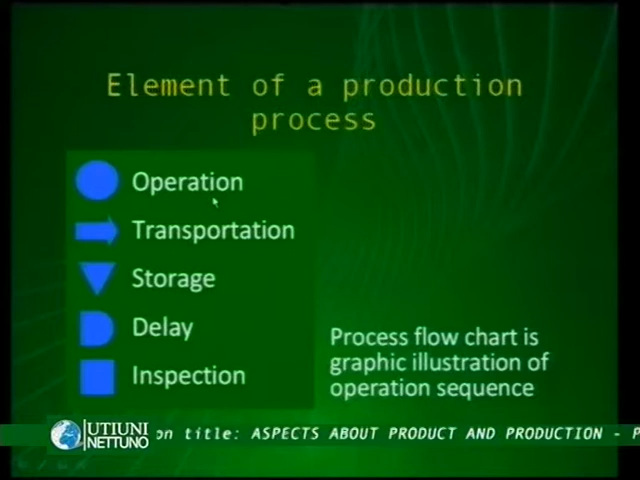 Element of a production
process
Operation
Transportation
Storage
Delay
Inspection
Process flow chart is
graphic illustration of
operation sequence
UTIUNI
NETTUNO
on title: ASPECTS ABOUT PRODUCT AND PRODUCTION - P